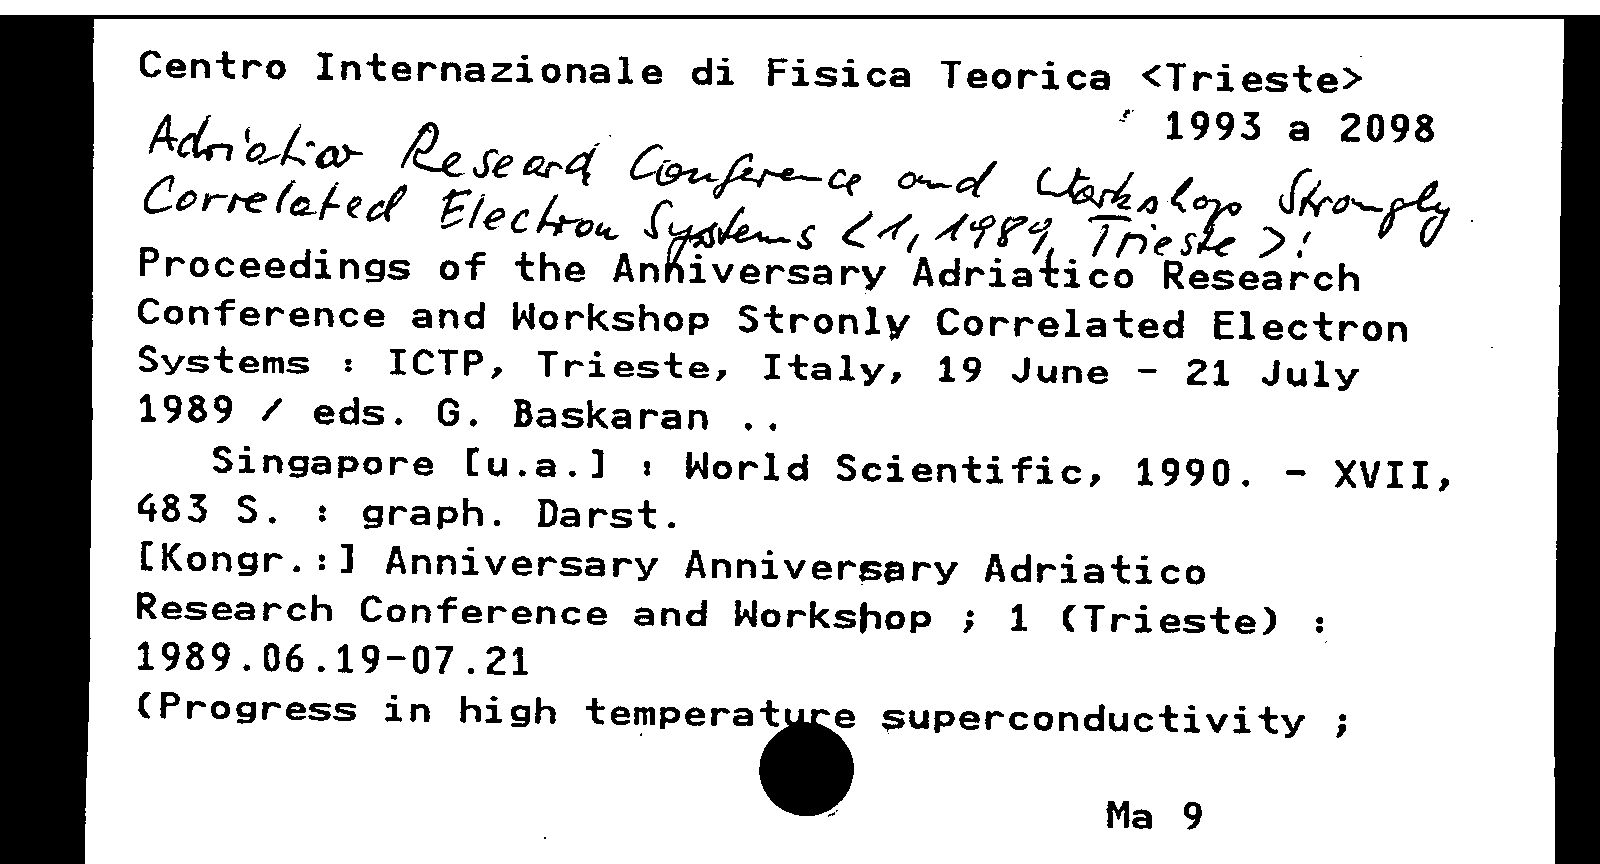 Centro Internazionale di Fisica Teorica <Trieste>
1993 a 2098
Adriatico Research Conference and Workshop Strongly
Correlated Electron Systems <1, 1989, Trieste>:
Proceedings of the Anniversary Adriatico Research
Conference and Workshop Stronly Correlated Electron
Systems : ICTP, Trieste, Italy, 19 June - 21 July
1989 / eds. G. Baskaran ..
Singapore [u.a.] : World Scientific, 1990. - XVII,
483 S. : graph. Darst.
[Kongr.:] Anniversary Anniversary Adriatico
Research Conference and Workshop ; 1 (Trieste) :
1989.06.19-07.21
(Progress in high temperature superconductivity ;
Ma 9